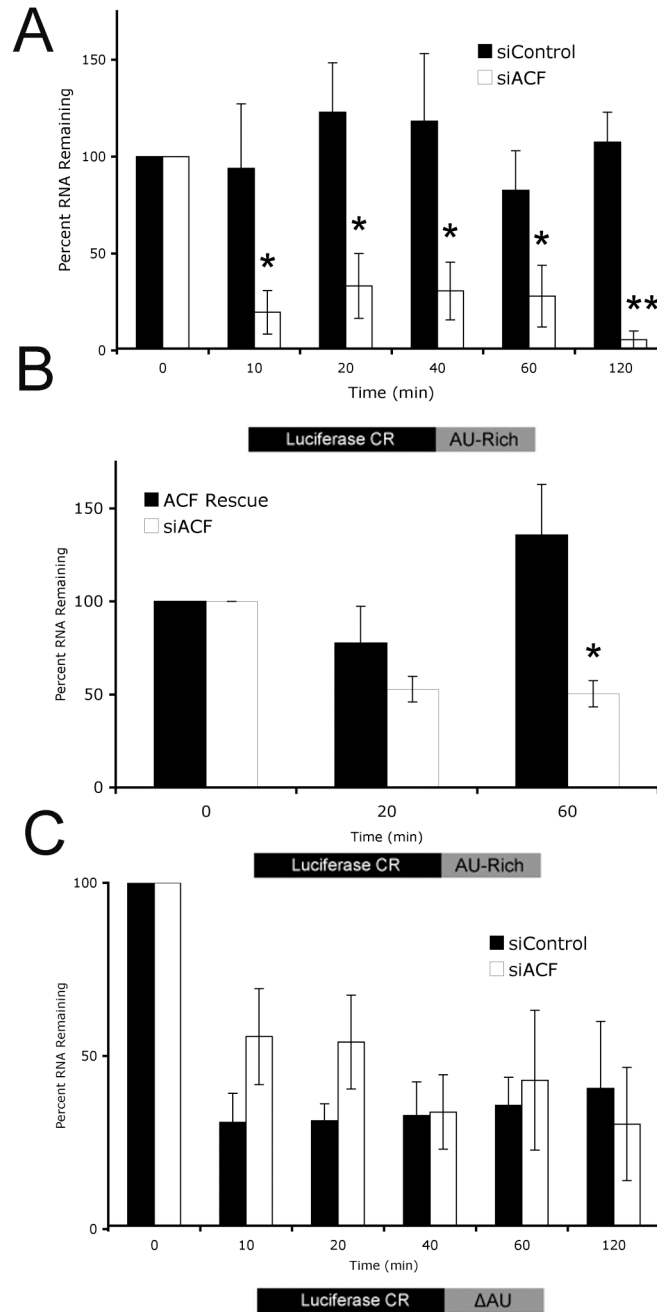 A
Percent RNA Remaining
150
100
50
0
siControl
siACF
*
*
*
*
**
0 10 20 40 60 120
Time (min)
Luciferase CR AU-Rich
B
Percent RNA Remaining
150
100
50
0
ACF Rescue
siACF
*
0 20 60
Time (min)
Luciferase CR AU-Rich
C
Percent RNA Remaining
100
50
0
siControl
siACF
0 10 20 40 60 120
Time (min)
Luciferase CR ΔAU